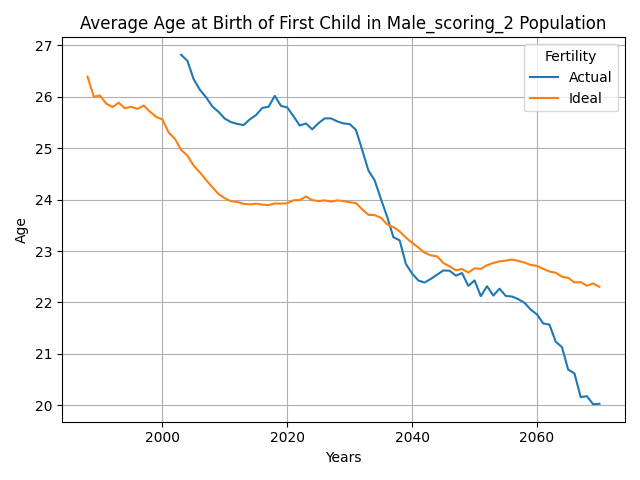 Average Age at Birth of First Child in Male_scoring_2 Population
Fertility
Actual
Ideal
Age
27
26
25
24
23
22
21
20
2000
2020
2040
2060
Years